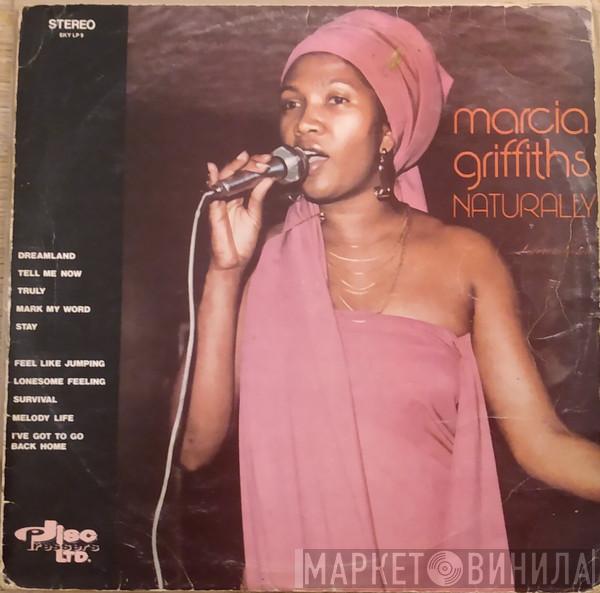 STEREO
SKY LP 9
marcia
griffiths
NATURALLY
DREAMLAND
TELL ME NOW
TRULY
MARK MY WORD
STAY
FEEL LIKE JUMPING
LONESOME FEELING
SURVIVAL
MELODY LIFE
I'VE GOT TO GO
BACK HOME
Disc
Pressers
LTD.
МАРКЕТ ВИНИЛА